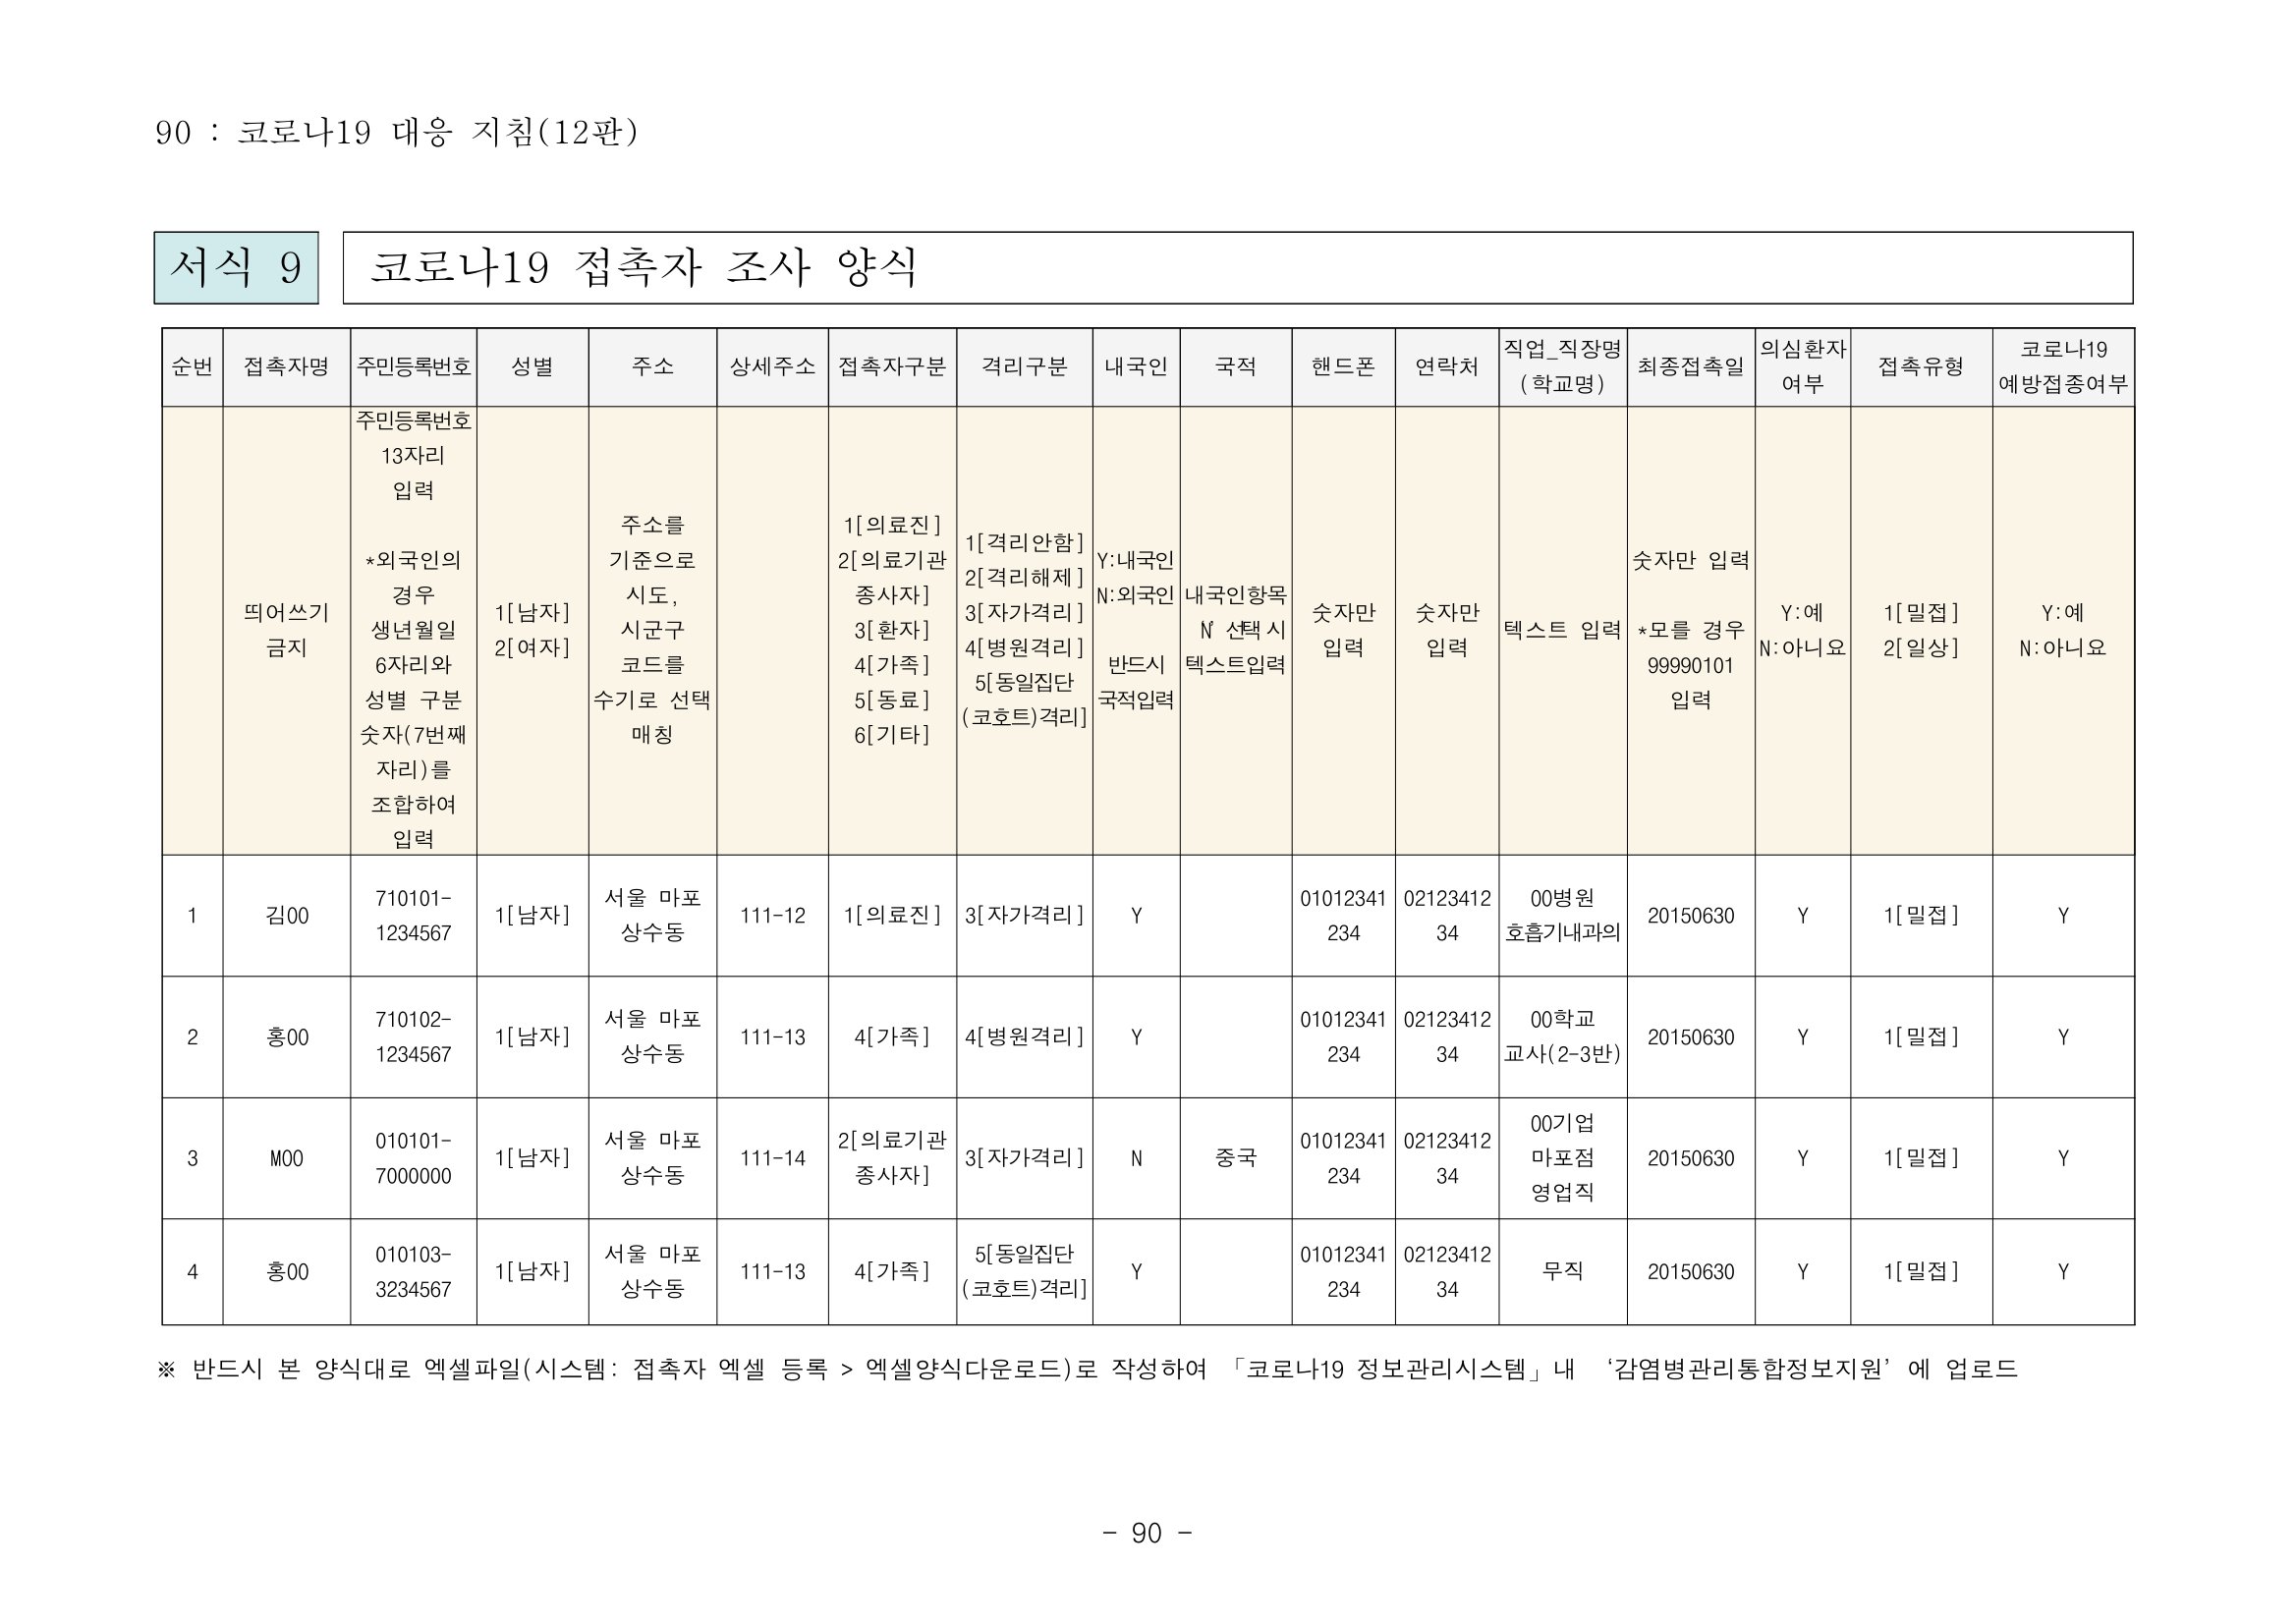 90 : 코로나19 대응 지침(12판)
서식 9
코로나19 접촉자 조사 양식
순번
접촉자명
주민등록번호
성별
주소
상세주소
접촉자구분
격리구분
내국인
국적
핸드폰
연락처
직업_직장명
(학교명)
최종접촉일
의심환자
여부
접촉유형
코로나19
예방접종여부
띄어쓰기
금지
주민등록번호
13자리
입력
*외국인의
경우
생년월일
6자리와
성별 구분
숫자(7번째
자리)를
조합하여
입력
1[남자]
2[여자]
주소를
기준으로
시도,
시군구
코드를
수기로 선택
매칭
1[의료진]
2[의료기관
종사자]
3[환자]
4[가족]
5[동료]
6[기타]
1[격리안함]
2[격리해제]
3[자가격리]
4[병원격리]
5[동일집단
(코호트)격리]
Y:내국인
N:외국인
반드시
국적입력
내국인항목
'N' 선택 시
텍스트입력
숫자만
입력
숫자만
입력
텍스트 입력
숫자만 입력
*모를 경우
99990101
입력
Y:예
N:아니요
1[밀접]
2[일상]
Y:예
N:아니요
1
김00
710101-
1234567
1[남자]
서울 마포
상수동
111-12
1[의료진]
3[자가격리]
Y
01012341
234
02123412
34
00병원
호흡기내과의
20150630
Y
1[밀접]
Y
2
홍00
710102-
1234567
1[남자]
서울 마포
상수동
111-13
4[가족]
4[병원격리]
Y
01012341
234
02123412
34
00학교
교사(2-3반)
20150630
Y
1[밀접]
Y
3
M00
010101-
7000000
1[남자]
서울 마포
상수동
111-14
2[의료기관
종사자]
3[자가격리]
N
중국
01012341
234
02123412
34
00기업
마포점
영업직
20150630
Y
1[밀접]
Y
4
홍00
010103-
3234567
1[남자]
서울 마포
상수동
111-13
4[가족]
5[동일집단
(코호트)격리]
Y
01012341
234
02123412
34
무직
20150630
Y
1[밀접]
Y
※ 반드시 본 양식대로 엑셀파일(시스템: 접촉자 엑셀 등록 > 엑셀양식다운로드)로 작성하여 「코로나19 정보관리시스템」내 ‘감염병관리통합정보지원’에 업로드
- 90 -